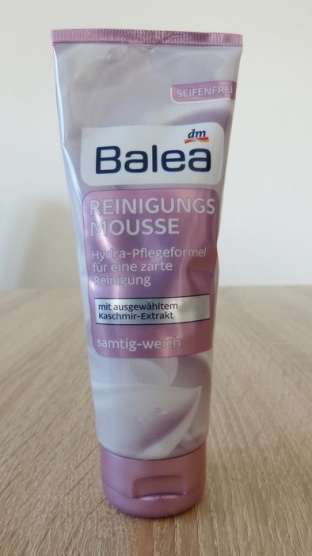 SEIFENFREI
dm
Balea
REINIGUNGS
MOUSSE
Hydra-Pflegeformel
für eine zarte
Reinigung
mit ausgewähltem
Kaschmir-Extrakt
samtig-weich